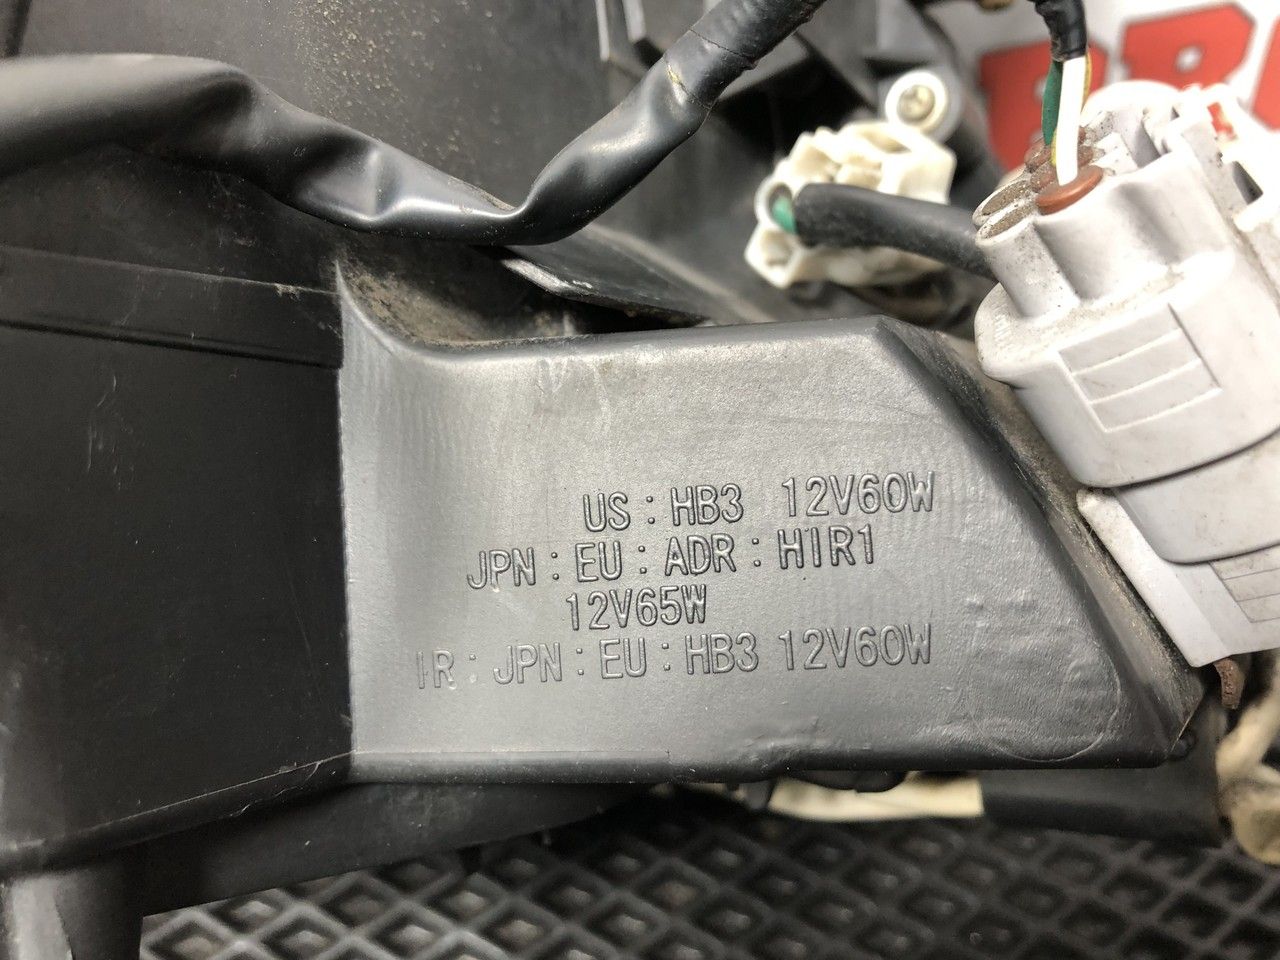 US : HB3 12V60W
JPN : EU : ADR : HIR1
12V65W
IR : JPN : EU : HB3 12V60W